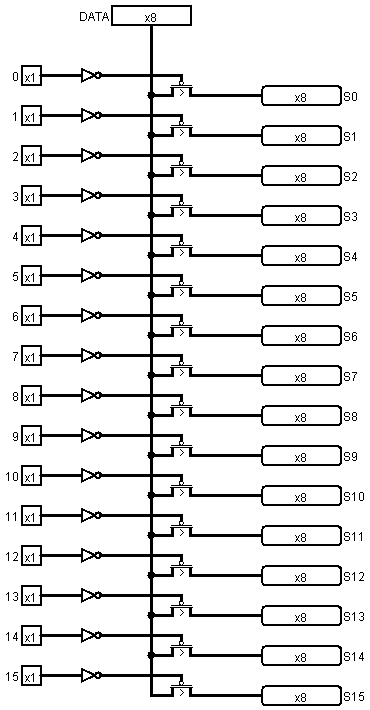 DATA x8
0 x1
x8 S0
1 x1
x8 S1
2 x1
x8 S2
3 x1
x8 S3
4 x1
x8 S4
5 x1
x8 S5
6 x1
x8 S6
7 x1
x8 S7
8 x1
x8 S8
9 x1
x8 S9
10 x1
x8 S10
11 x1
x8 S11
12 x1
x8 S12
13 x1
x8 S13
14 x1
x8 S14
15 x1
x8 S15